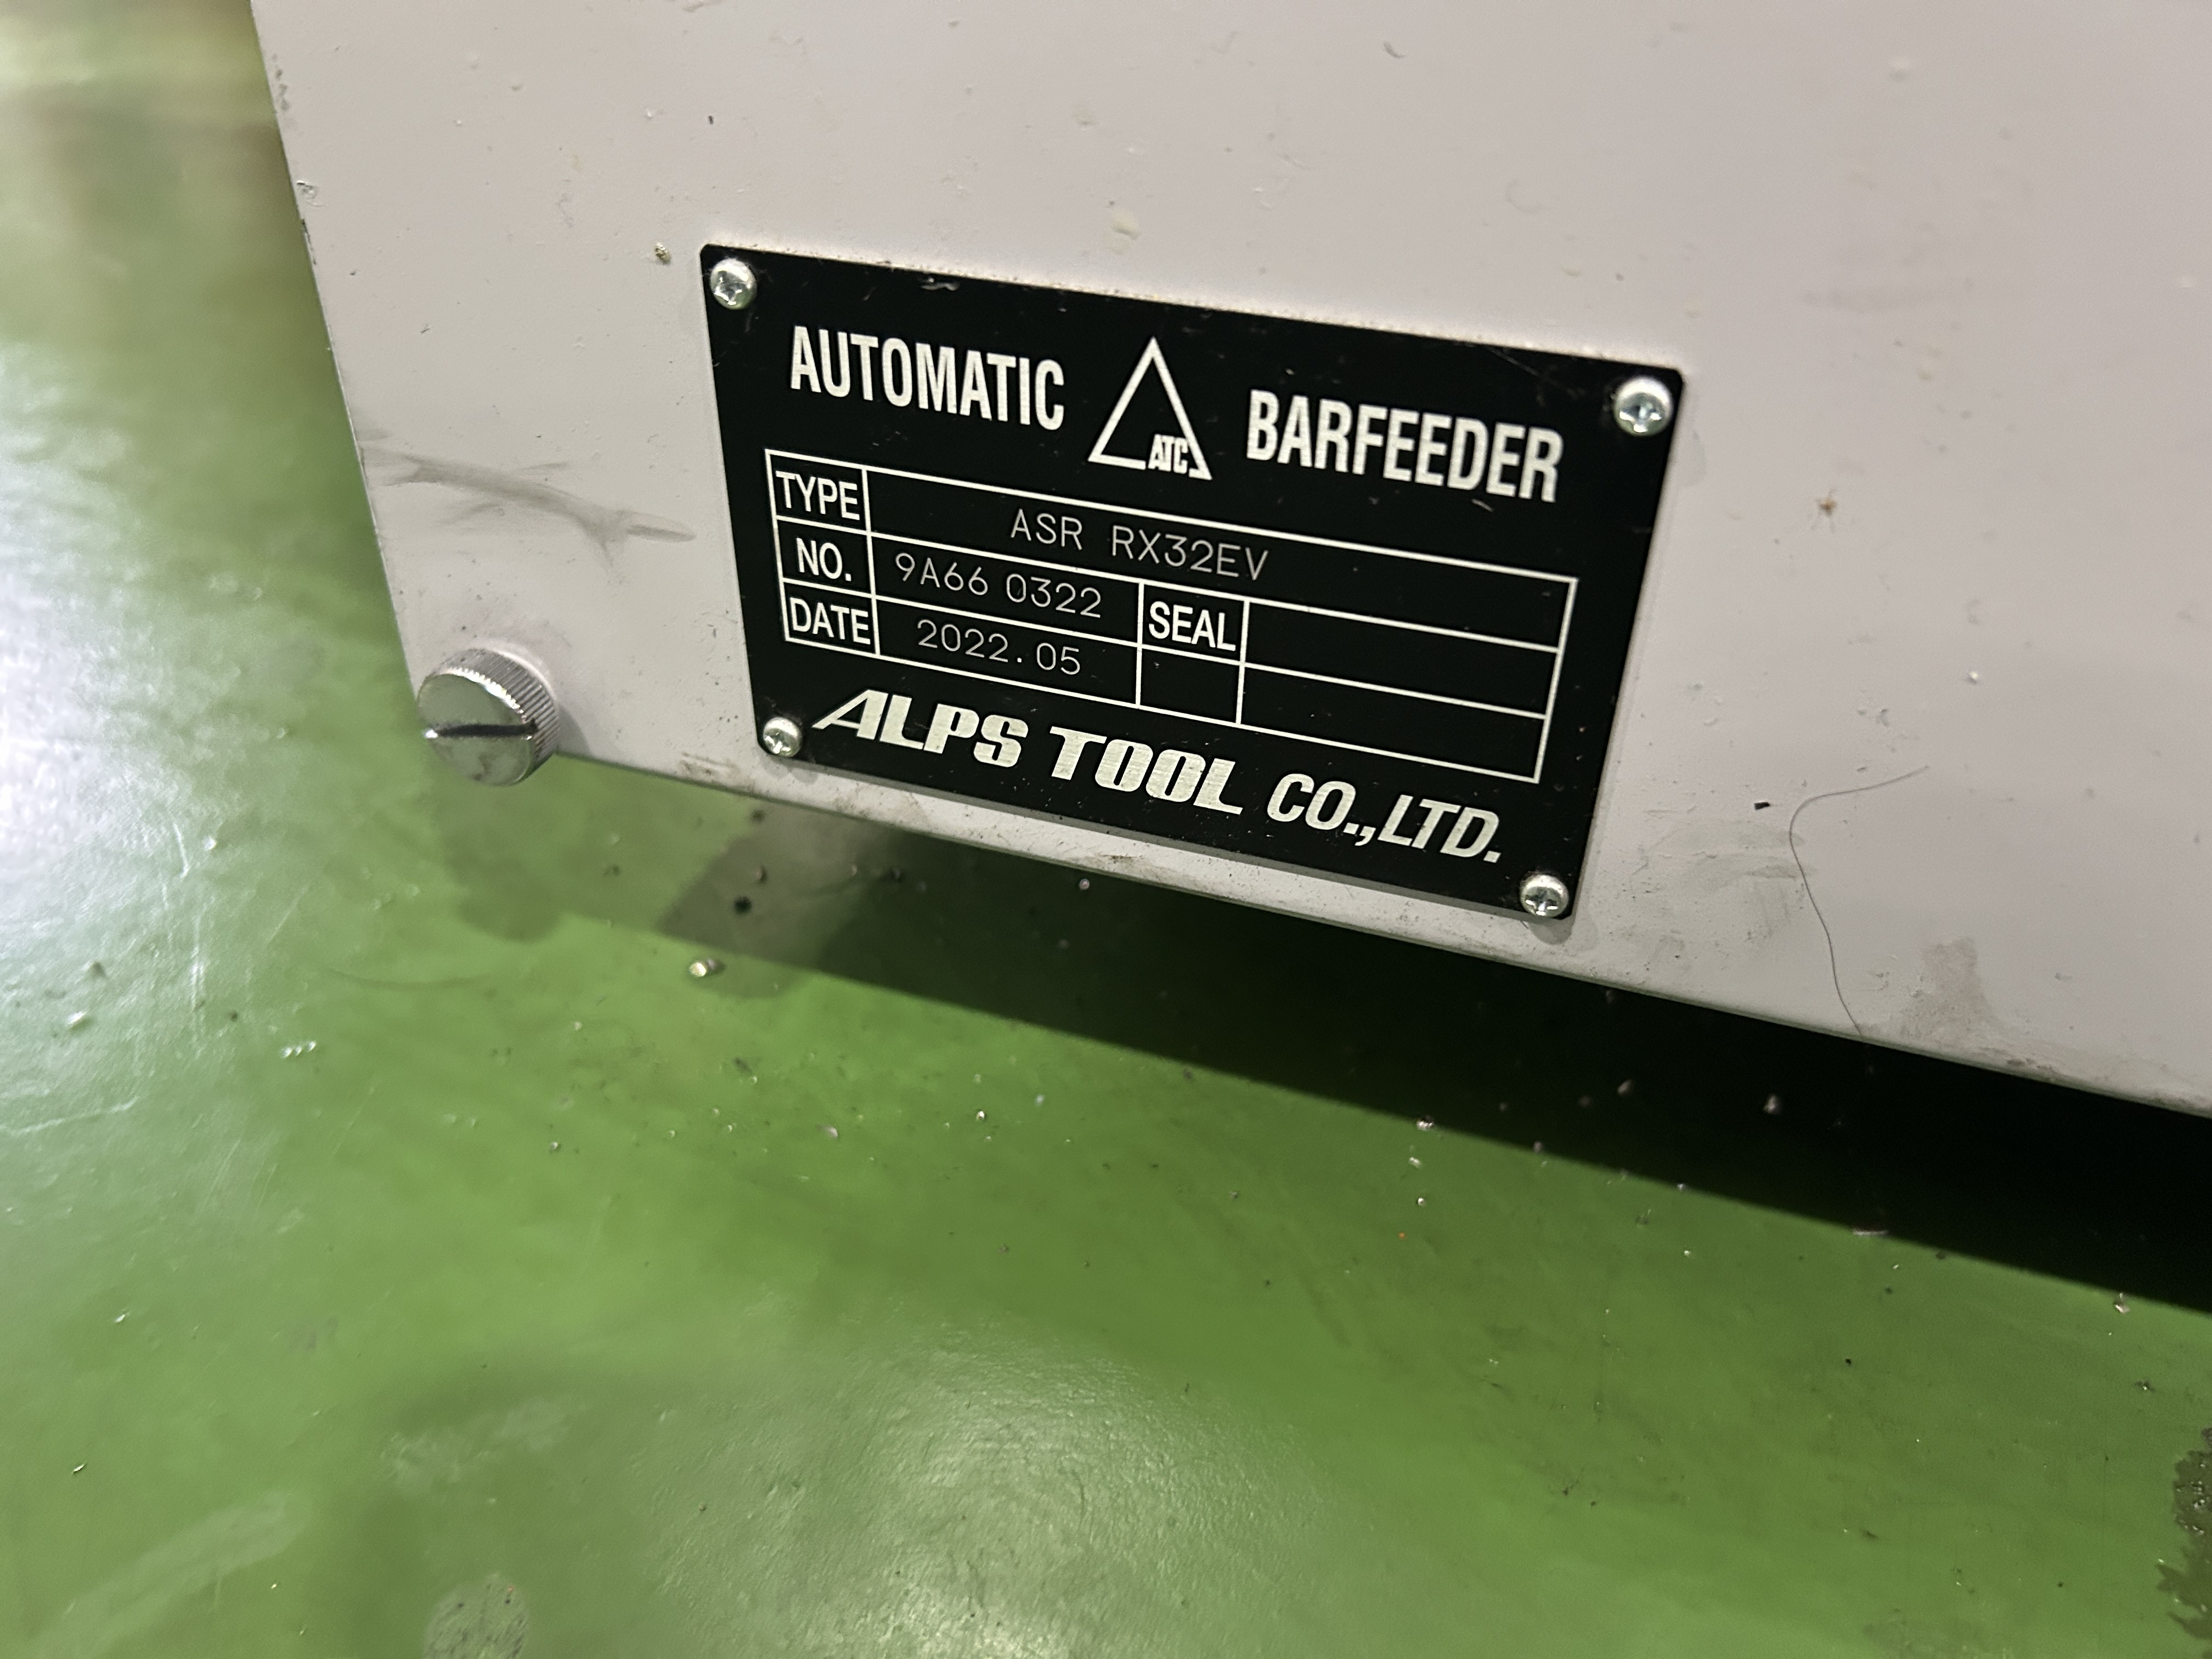 AUTOMATIC ATC BARFEEDER
TYPE ASR RX32EV
NO. 9A66 0322 SEAL
DATE 2022.05
ALPS TOOL CO.,LTD.